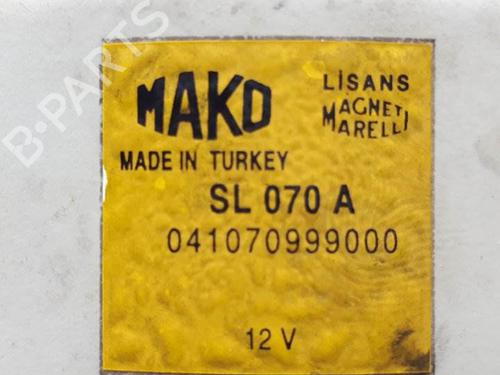 B-PARTS
MAKO
LİSANS
MAGNETI
MARELLI
MADE IN TURKEY
SL 070 A
041070999000
12 V